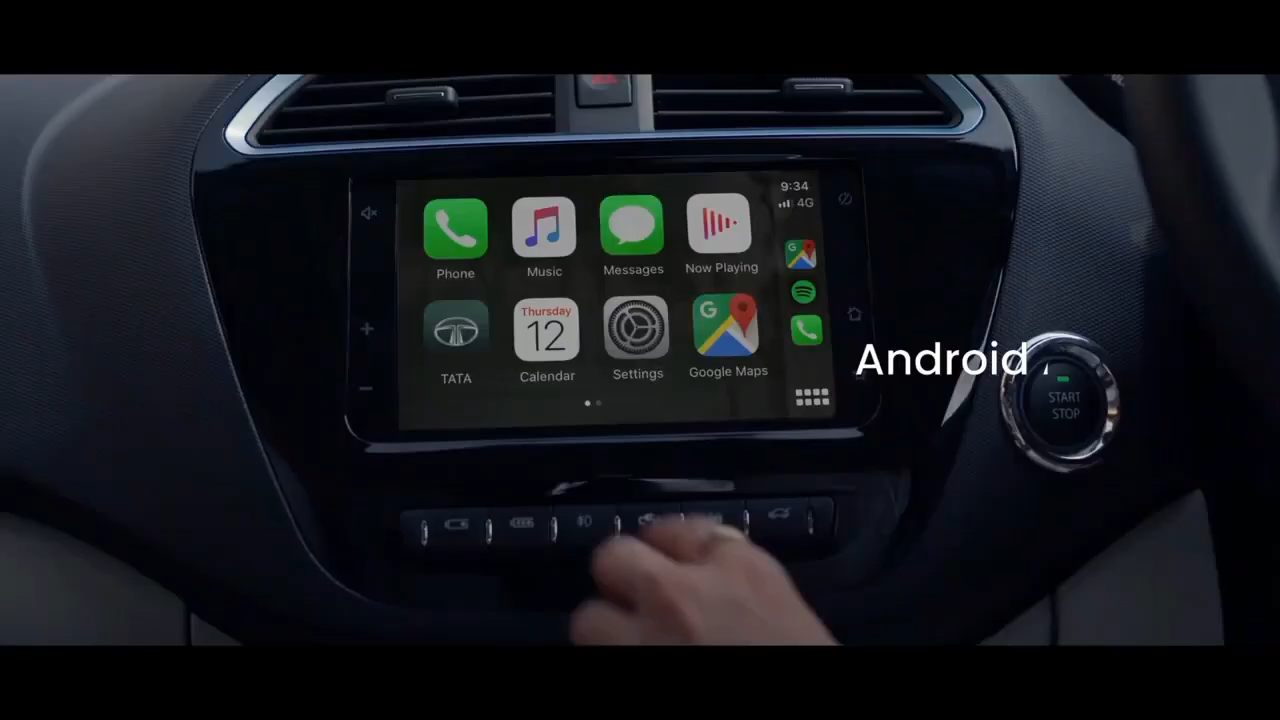 9:34
4G
Phone
Music
Messages
Now Playing
Thursday
12
TATA
Calendar
Settings
Google Maps
G
G
Android
START
STOP